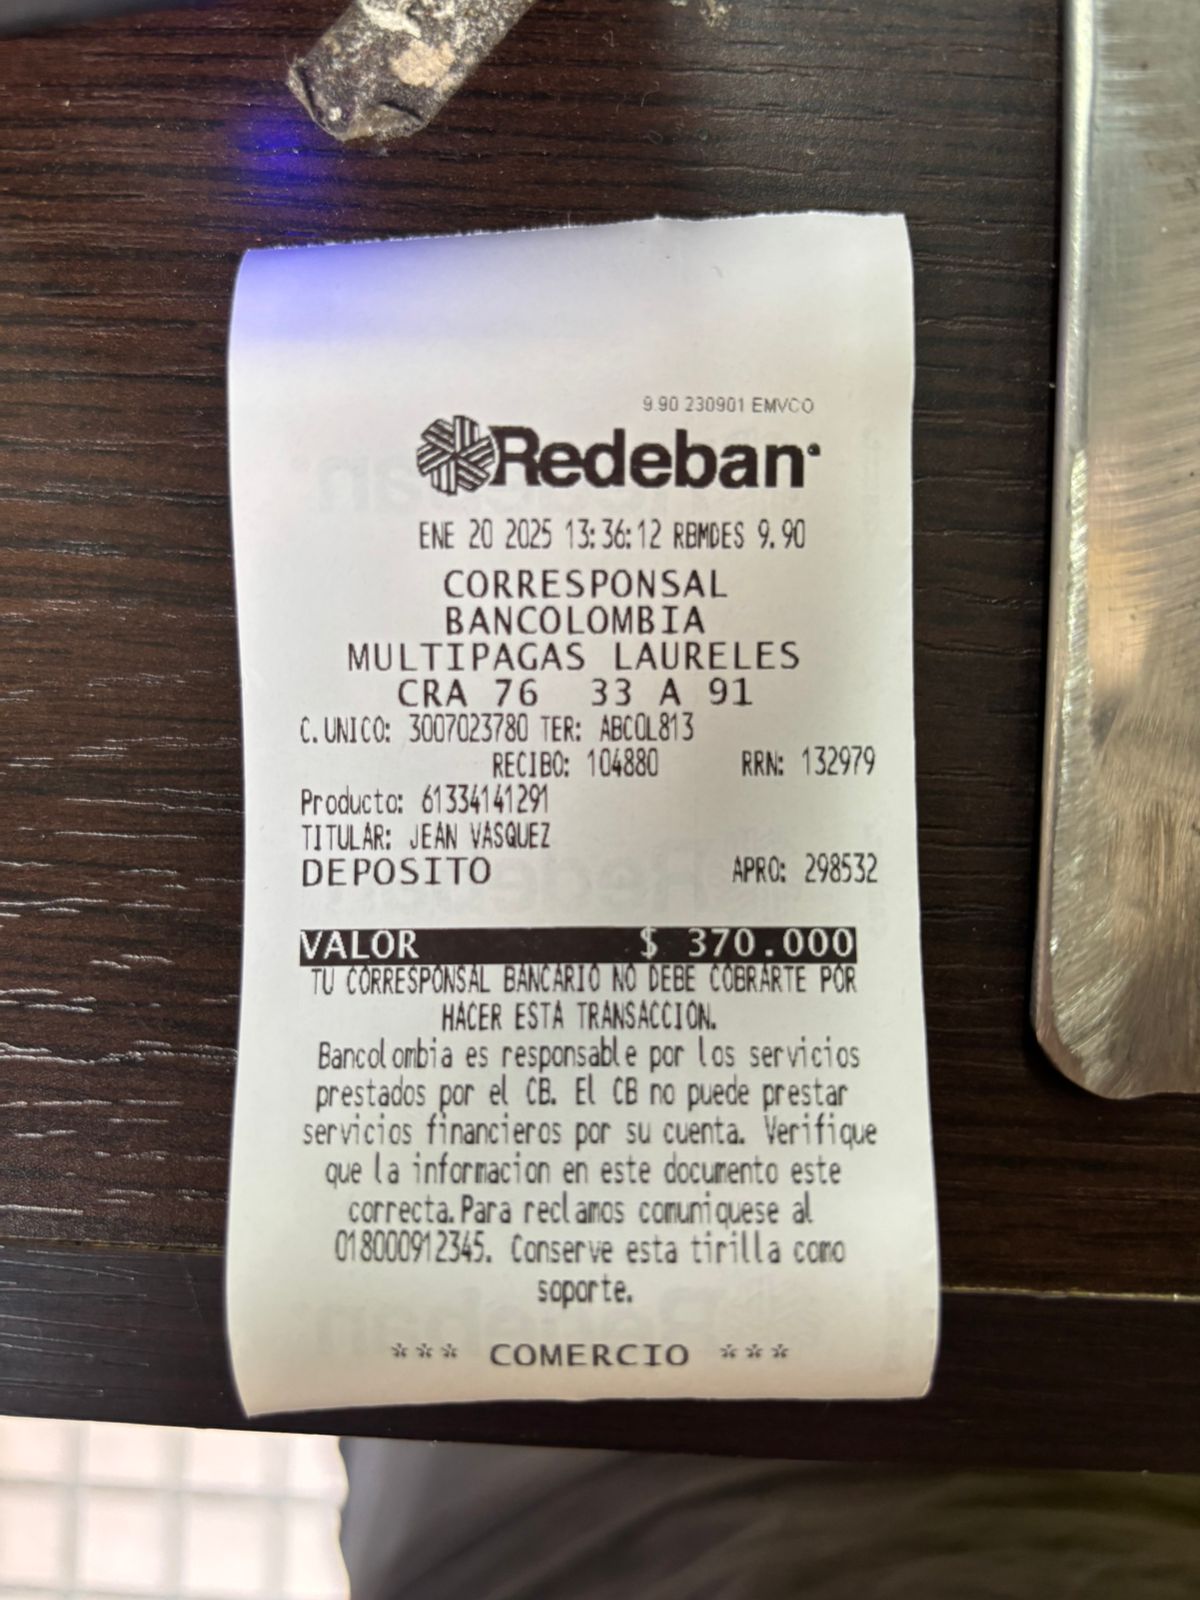 9.90 230901 EMVCO
Redeban
ENE 20 2025 13:36:12 RBMDES 9.90
CORRESPONSAL
BANCOLOMBIA
MULTIPAGAS LAURELES
CRA 76 33 A 91
C.UNICO: 3007023780 TER: ABCOL813
RECIBO: 104880 RRN: 132979
Producto: 61334141291
TITULAR: JEAN VASQUEZ
DEPOSITO APRO: 298532
VALOR $ 370.000
TU CORRESPONSAL BANCARIO NO DEBE COBRARTE POR
HACER ESTA TRANSACCION.
Bancolombia es responsable por los servicios
prestados por el CB. El CB no puede prestar
servicios financieros por su cuenta. Verifique
que la informacion en este documento este
correcta.Para reclamos comuniquese al
018000912345. Conserve esta tirilla como
soporte.
*** COMERCIO ***